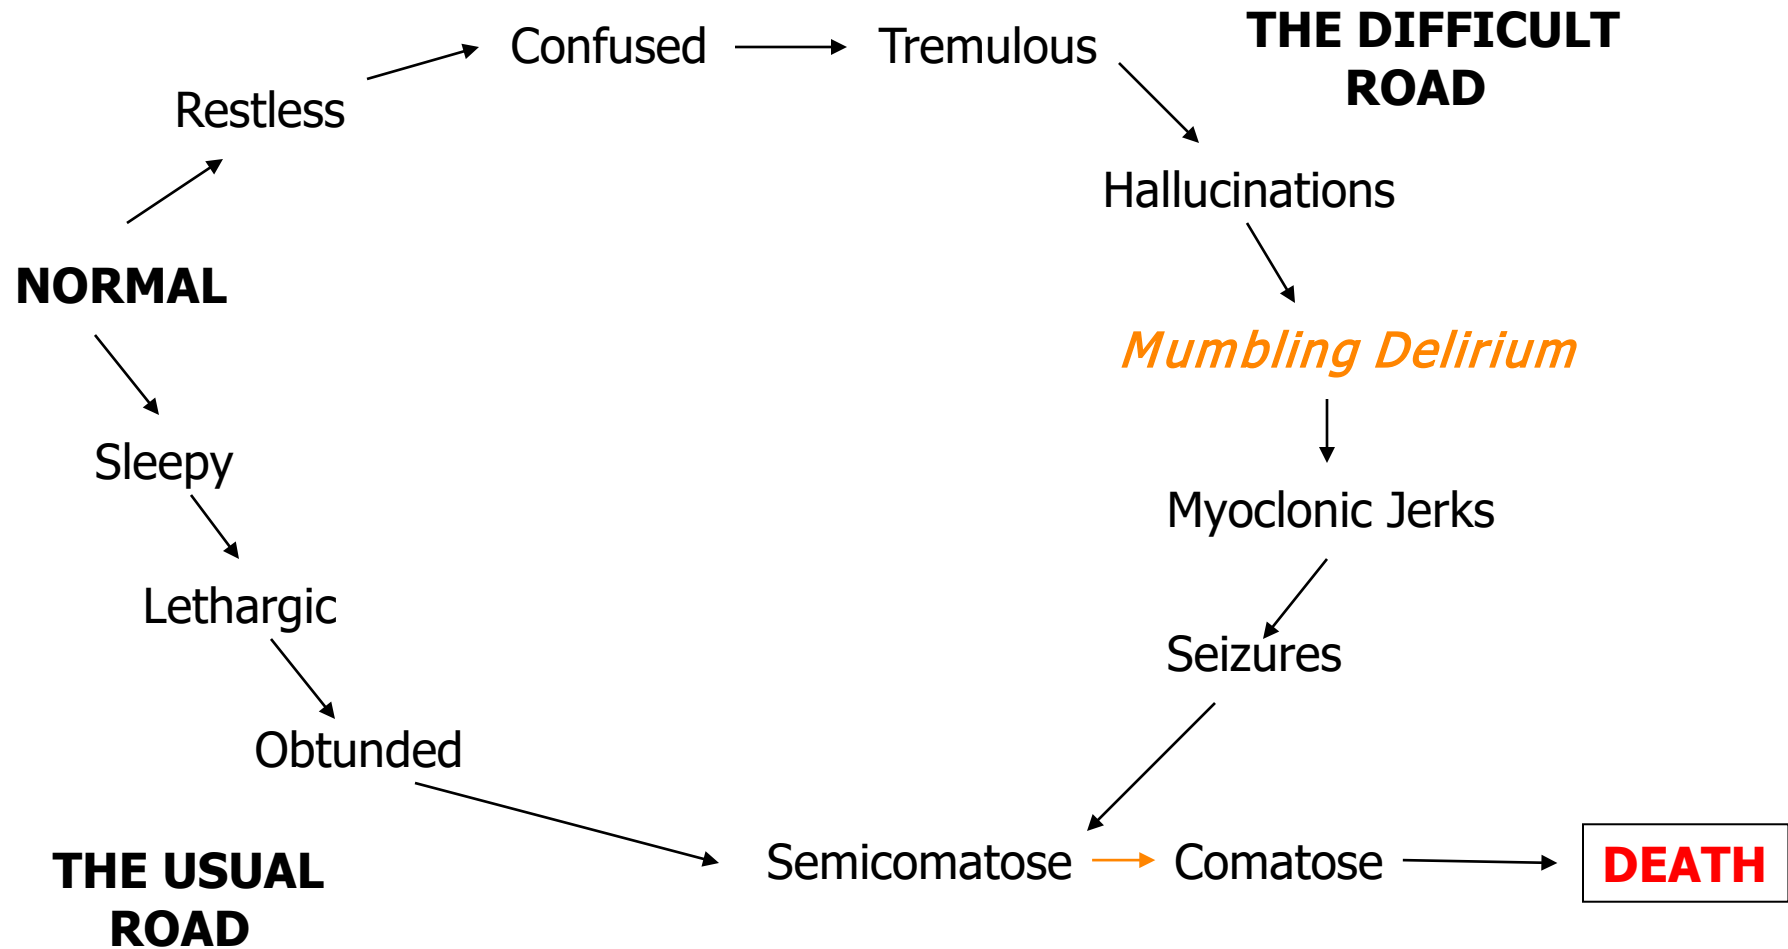 THE DIFFICULT
ROAD
Confused
Tremulous
Restless
Hallucinations
NORMAL
Mumbling Delirium
Sleepy
Myoclonic Jerks
Lethargic
Seizures
Obtunded
Semicomatose
Comatose
DEATH
THE USUAL
ROAD